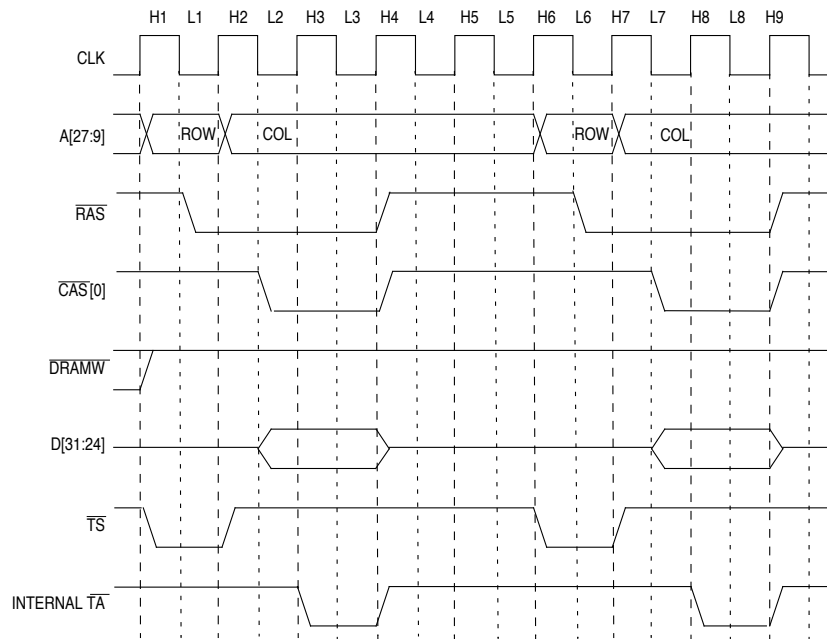 H1 L1 H2 L2 H3 L3 H4 L4 H5 L5 H6 L6 H7 L7 H8 L8 H9
CLK
A[27:9] ROW COL ROW COL
RAS
CAS[0]
DRAMW
D[31:24]
TS
INTERNAL TA